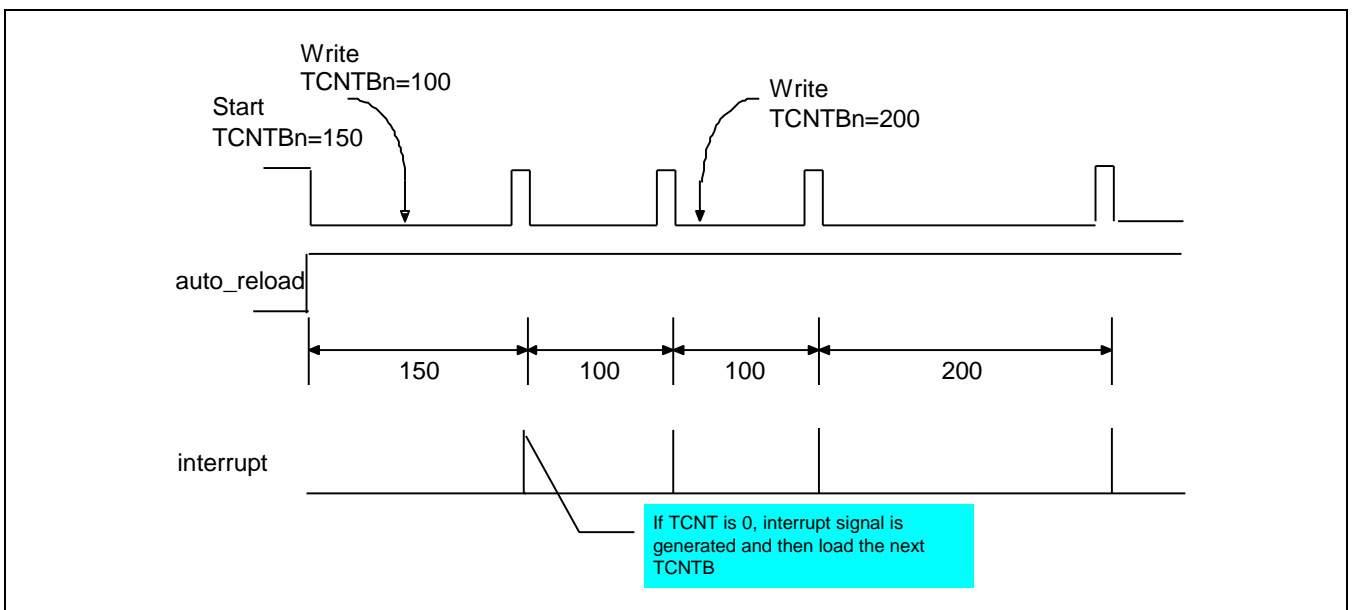 Write
TCNTBn=100
Start
TCNTBn=150
Write
TCNTBn=200
auto_reload
150
100
100
200
interrupt
If TCNT is 0, interrupt signal is
generated and then load the next
TCNTB